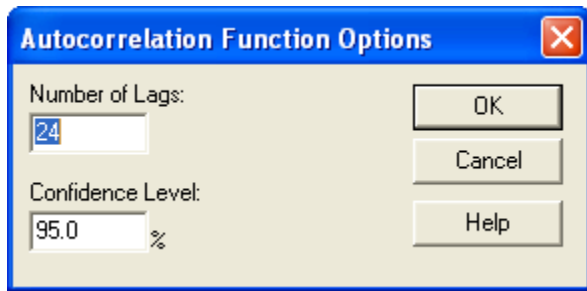 Autocorrelation Function Options
Number of Lags:
24
Confidence Level:
95.0 %
OK
Cancel
Help